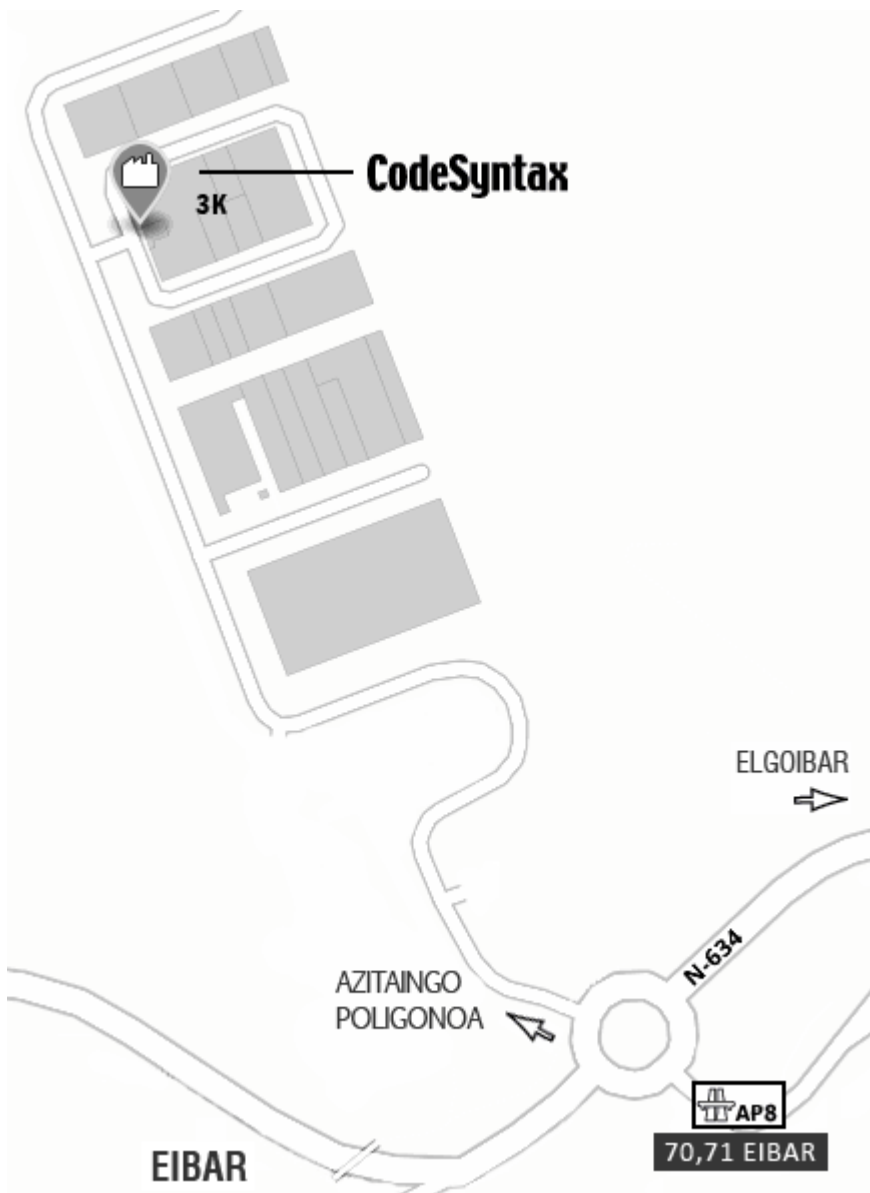 CodeSyntax
3K
ELGOIBAR
N-634
AZITAINGO
POLIGONOA
AP8
70,71 EIBAR
EIBAR